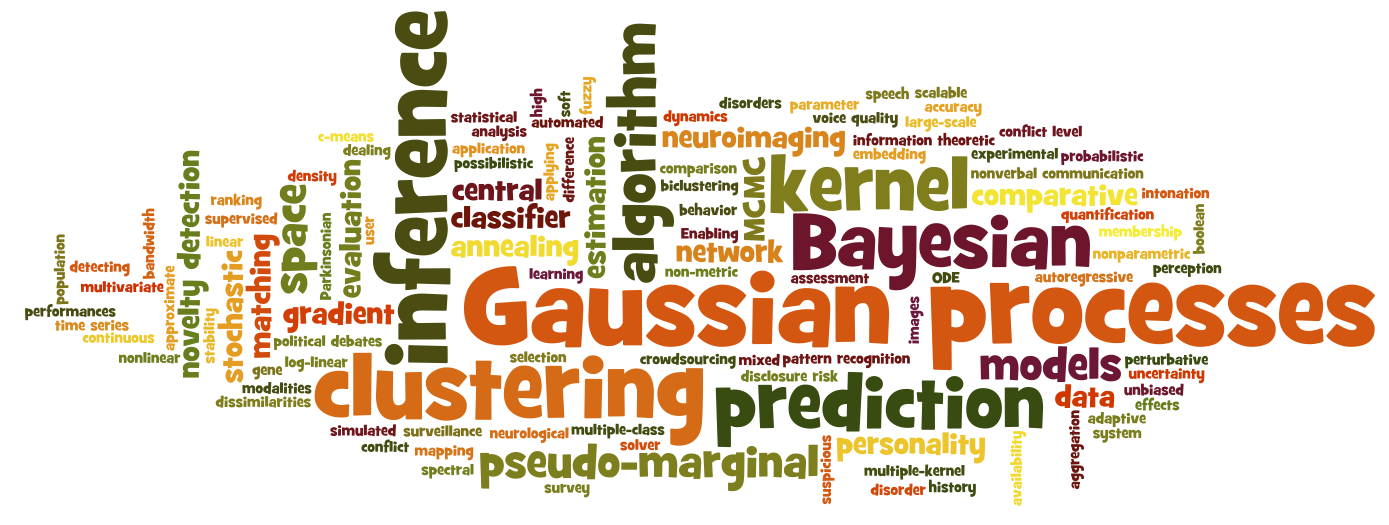 inference
algorithm
Gaussian processes
clustering
prediction
Bayesian
kernel
pseudo-marginal
models
data
personality
comparative
neuroimaging
network
central
classifier
annealing
estimation
MCMC
space
evaluation
gradient
matching
stochastic
novelty detection
statistical
analysis
high
soft
fuzzy
automated
application
possibilistic
applying
difference
learning
dynamics
disorders
parameter
speech
scalable
accuracy
voice quality
large-scale
information theoretic
conflict level
embedding
experimental
probabilistic
comparison
biclustering
behavior
Enabling
non-metric
nonverbal communication
intonation
quantification
membership
boolean
nonparametric
perception
assessment
ODE
autoregressive
images
c-means
dealing
density
ranking
supervised
linear
Parkinsonian
user
bandwidth
population
detecting
multivariate
approximate
performances
time series
continuous
nonlinear
stability
political debates
gene
log-linear
modalities
dissimilarities
selection
crowdsourcing
mixed
pattern recognition
disclosure risk
perturbative
uncertainty
unbiased
effects
adaptive
system
aggregation
availability
simulated
surveillance
neurological
multiple-class
conflict
mapping
solver
spectral
survey
suspicious
multiple-kernel
disorder
history